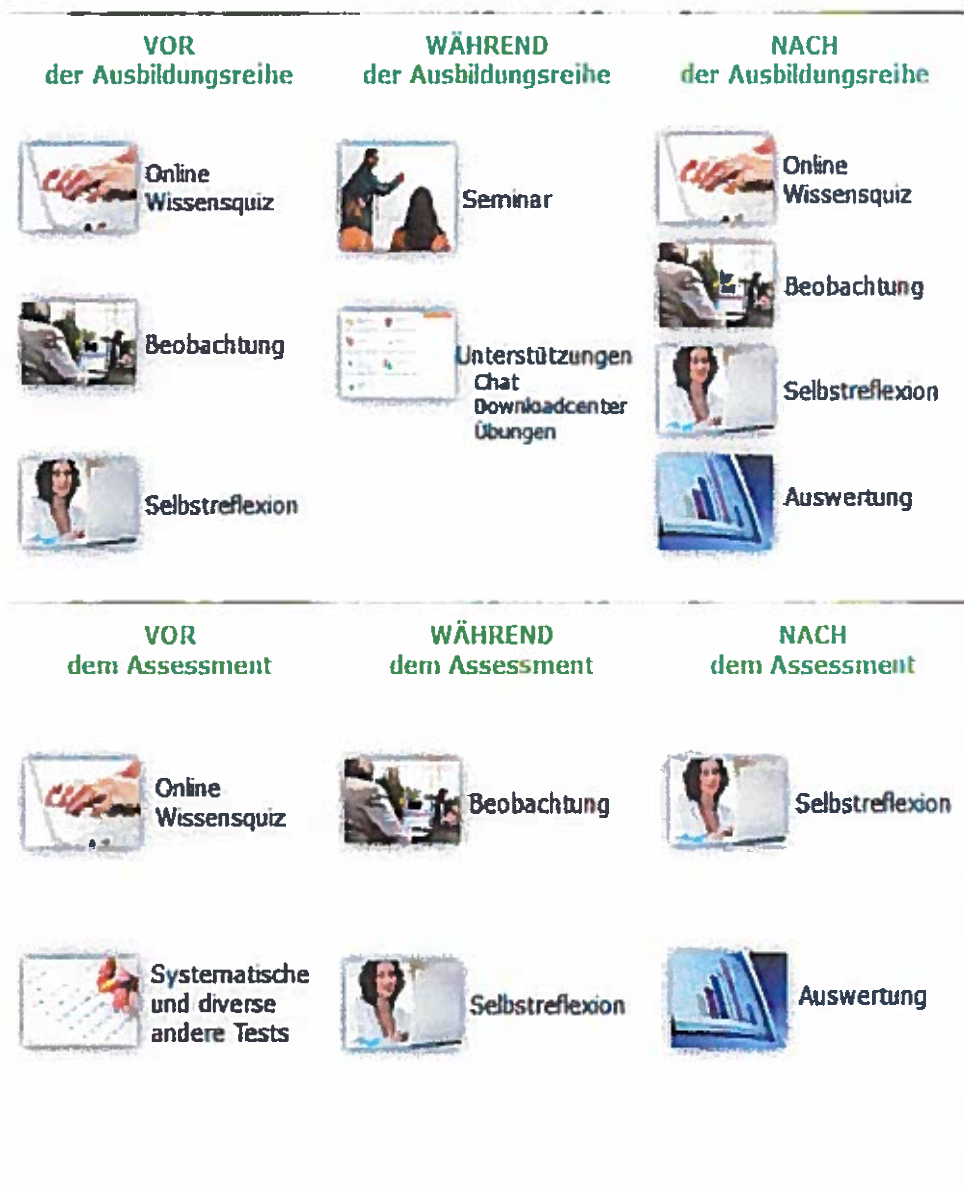 VOR
der Ausbildungsreihe
Online
Wissensquiz
Beobachtung
Selbstreflexion
WÄHREND
der Ausbildungsreihe
Seminar
Unterstützungen
Chat
Downloadcenter
Übungen
NACH
der Ausbildungsreihe
Online
Wissensquiz
Beobachtung
Selbstreflexion
Auswertung
VOR
dem Assessment
Online
Wissensquiz
Systematische
und diverse
andere Tests
WÄHREND
dem Assessment
Beobachtung
Selbstreflexion
NACH
dem Assessment
Selbstreflexion
Auswertung